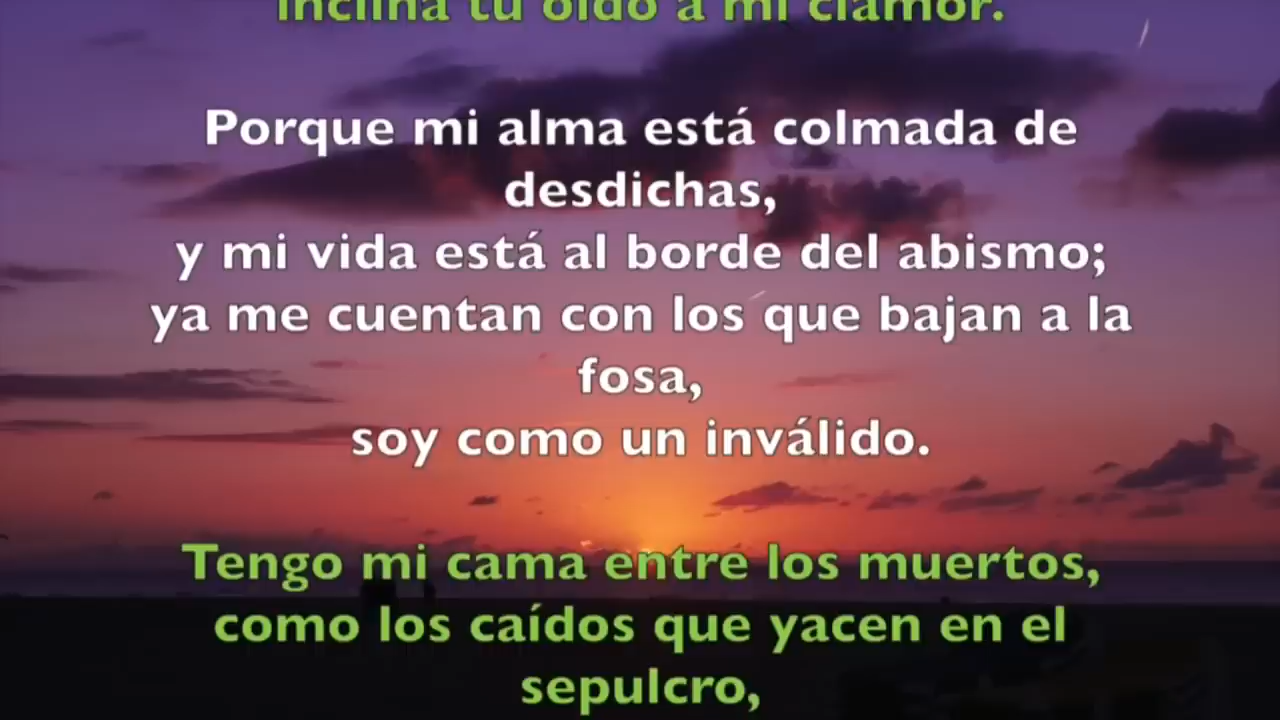 inclina tu oído a mi clamor.
Porque mi alma está colmada de
desdichas,
y mi vida está al borde del abismo;
ya me cuentan con los que bajan a la
fosa,
soy como un inválido.
Tengo mi cama entre los muertos,
como los caídos que yacen en el
sepulcro,